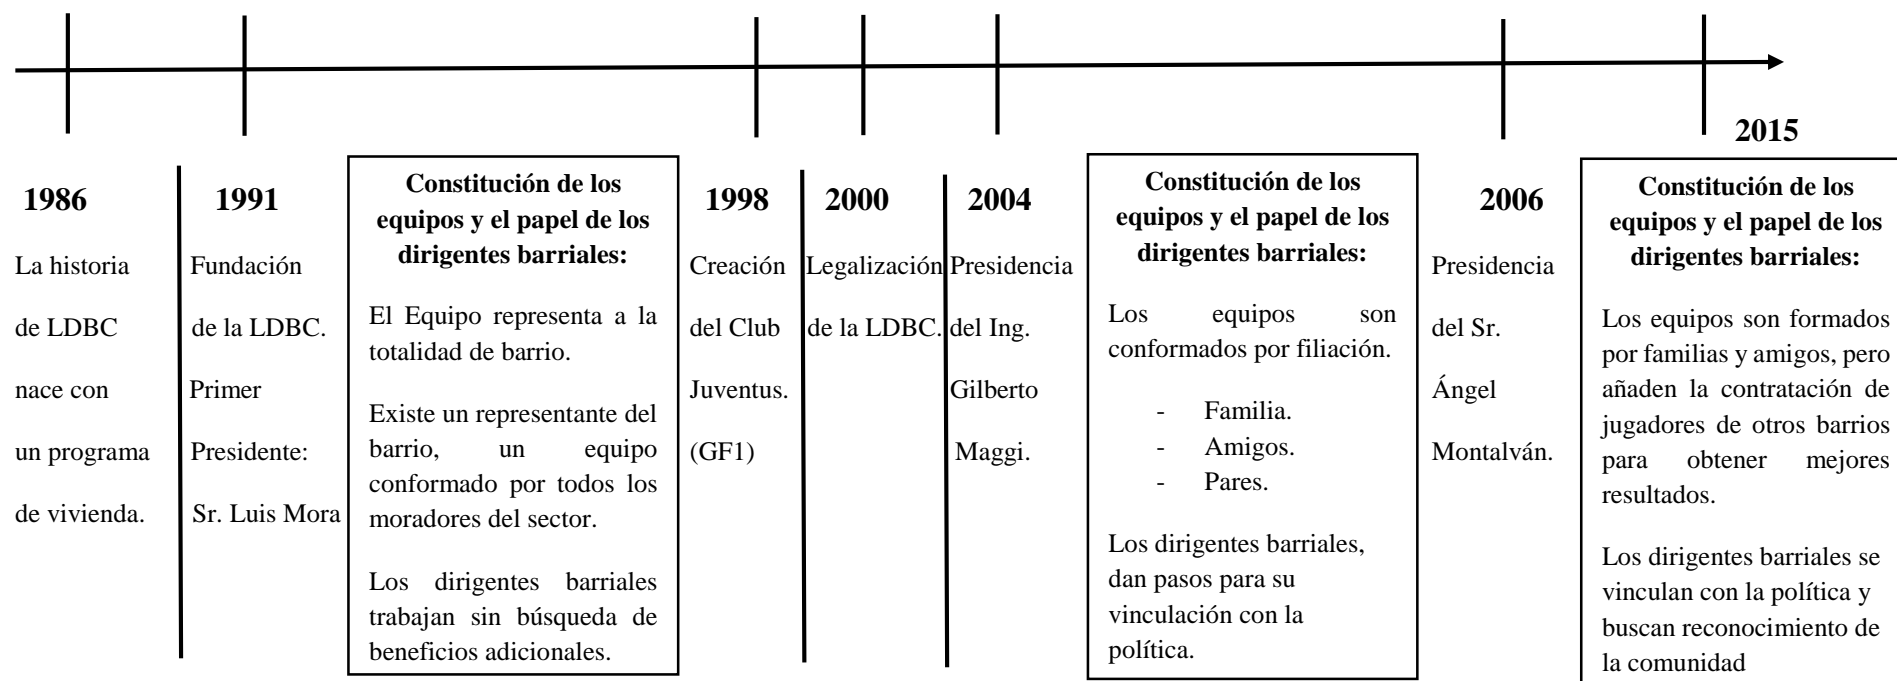 1986
La historia
de LDBC
nace con
un programa
de vivienda.
1991
Fundación
de la LDBC.
Primer
Presidente:
Sr. Luis Mora
Constitución de los
equipos y el papel de los
dirigentes barriales:
El Equipo representa a la
totalidad de barrio.
Existe un representante del
barrio, un equipo
conformado por todos los
moradores del sector.
Los dirigentes barriales
trabajan sin búsqueda de
beneficios adicionales.
1998
Creación
del Club
Juventus.
(GF1)
2000
Legalización
de la LDBC.
2004
Presidencia
del Ing.
Gilberto
Maggi.
Constitución de los
equipos y el papel de los
dirigentes barriales:
Los equipos son
conformados por filiación.
- Familia.
- Amigos.
- Pares.
Los dirigentes barriales,
dan pasos para su
vinculación con la
política.
2006
Presidencia
del Sr.
Ángel
Montalván.
2015
Constitución de los
equipos y el papel de los
dirigentes barriales:
Los equipos son formados
por familias y amigos, pero
añaden la contratación de
jugadores de otros barrios
para obtener mejores
resultados.
Los dirigentes barriales se
vinculan con la política y
buscan reconocimiento de
la comunidad